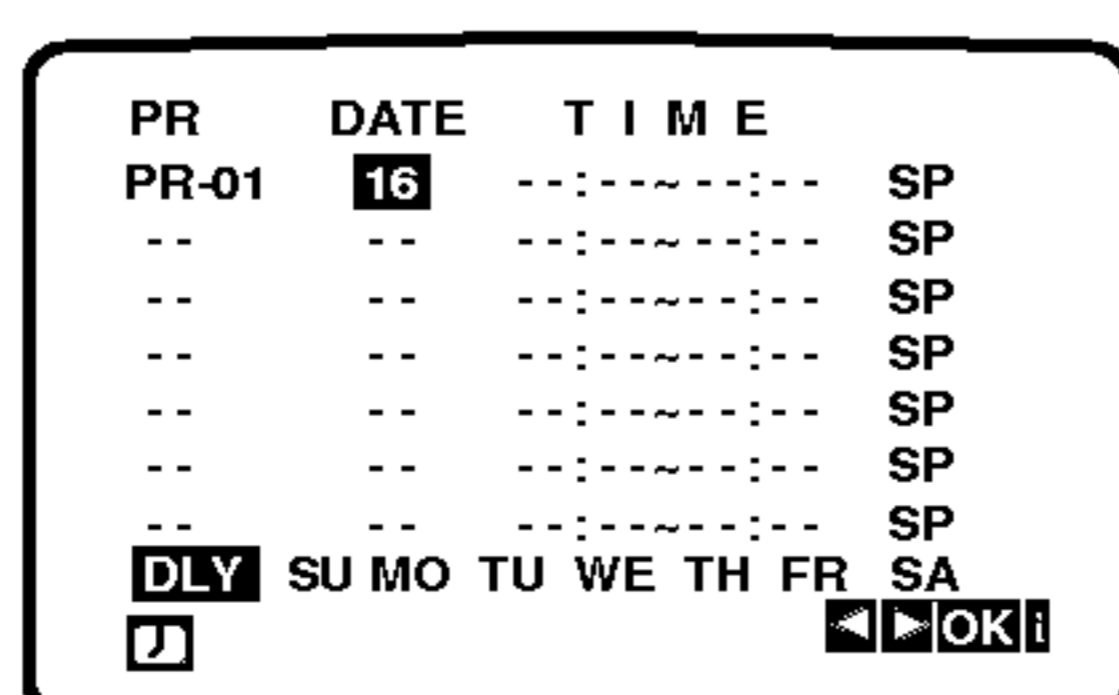 PR DATE T I M E
PR-01 16 --:--~--:-- SP
-- -- --:--~--:-- SP
-- -- --:--~--:-- SP
-- -- --:--~--:-- SP
-- -- --:--~--:-- SP
-- -- --:--~--:-- SP
-- -- --:--~--:-- SP
DLY SU MO TU WE TH FR SA
OK i